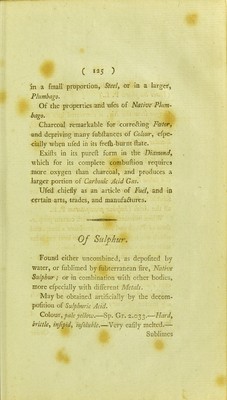 ( 125 )
in a small proportion, Steel, or in a larger,
Plumbago.
Of the properties and uses of Native Plum-
bago.
Charcoal remarkable for correcting Fœtor,
and depriving many substances of Colour, espe-
cially when used in its fresh-burnt state.
Exists in its purest form in the Diamond,
which for its complete combustion requires
more oxygen than charcoal, and produces a
larger portion of Carbonic Acid Gas.
Used chiefly as an article of Fuel, and in
certain arts, trades, and manufactures.
Of Sulphur.
Found either uncombined, as deposited by
water, or sublimed by subterranean fire, Native
Sulphur; or in combination with other bodies,
more especially with different Metals.
May be obtained artificially by the decom-
position of Sulphuric Acid.
Colour, pale yellow.—Sp. Gr. 2.033.—Hard,
brittle, insipid, insoluble.—Very easily melted.—
Sublimes